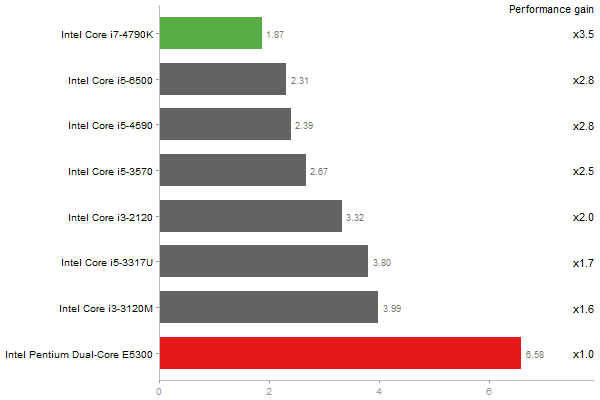 Performance gain
Intel Core i7-4790K 1.87 x3.5
Intel Core i5-6500 2.31 x2.8
Intel Core i5-4590 2.39 x2.8
Intel Core i5-3570 2.67 x2.5
Intel Core i3-2120 3.32 x2.0
Intel Core i5-3317U 3.80 x1.7
Intel Core i3-3120M 3.99 x1.6
Intel Pentium Dual-Core E5300 6.58 x1.0
0 2 4 6